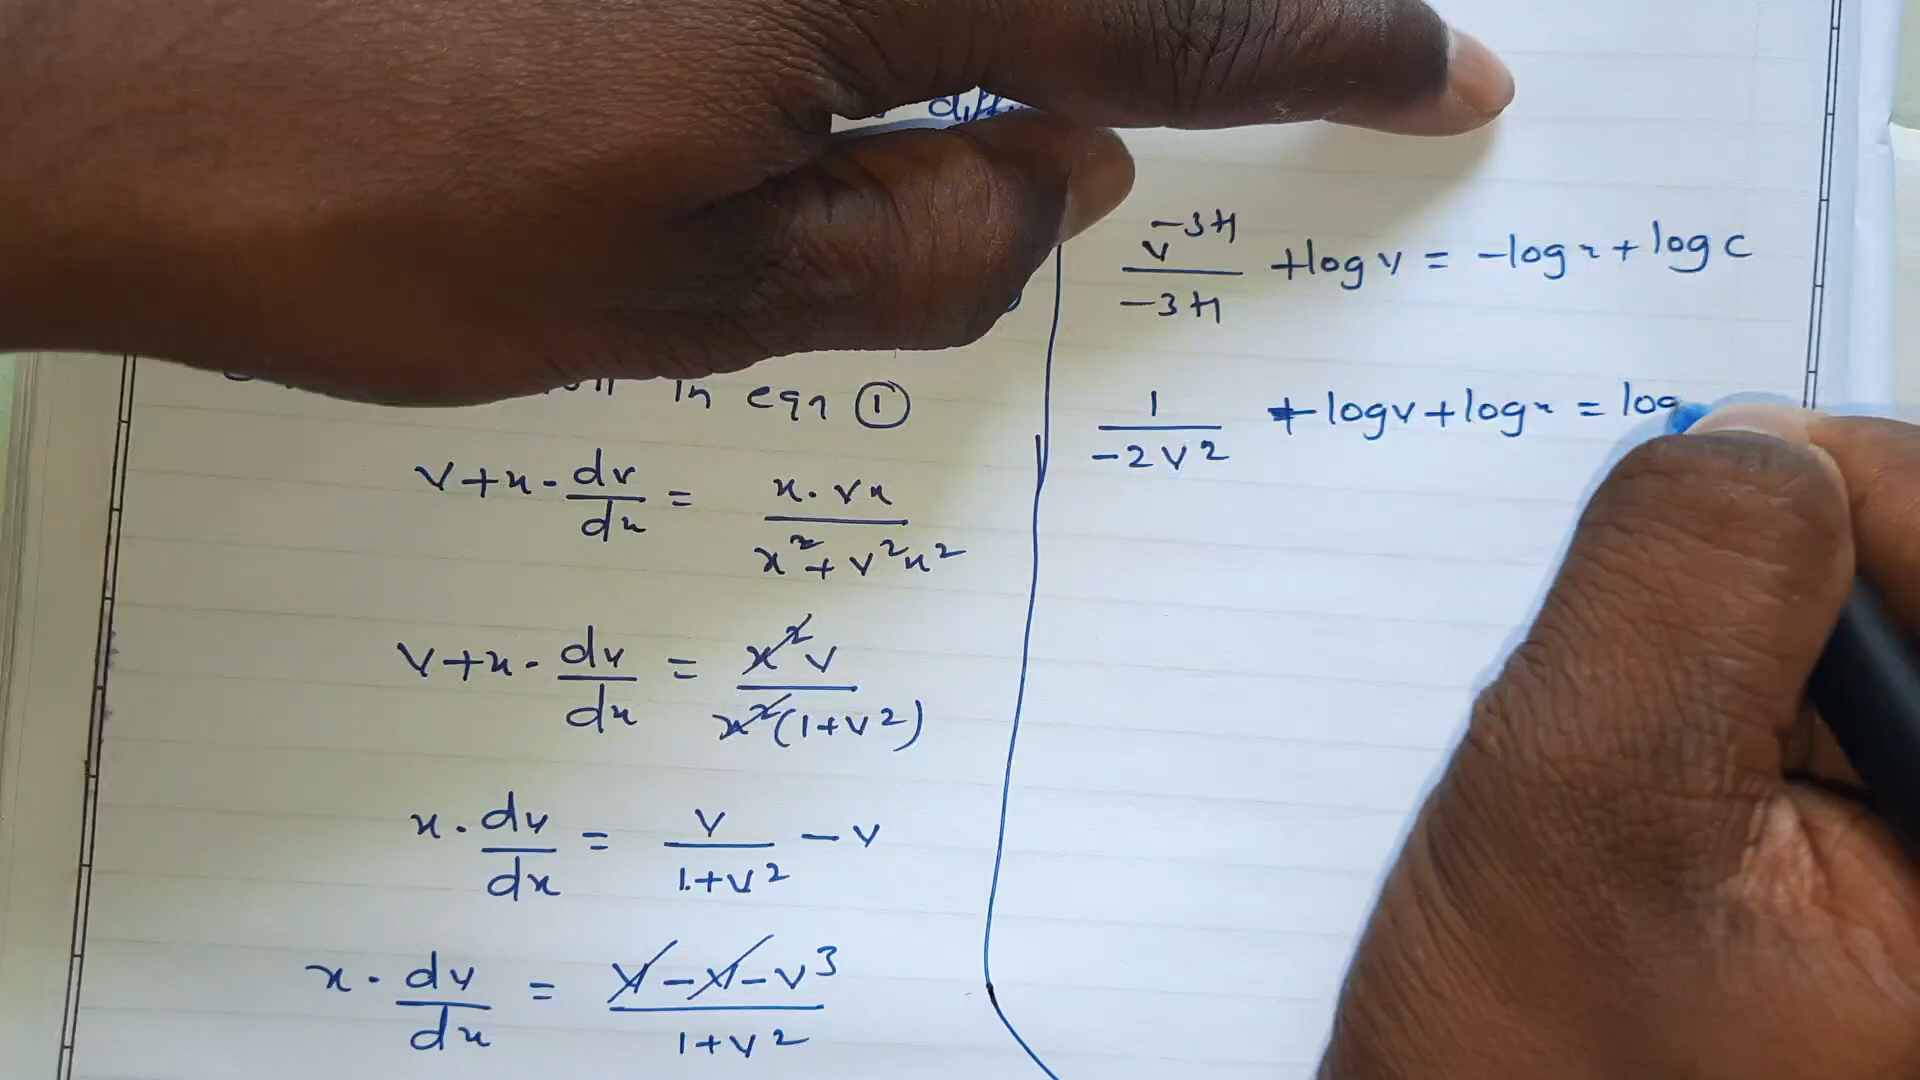 in eqn ①
v+x·dv/dx = x·vx/x²+v²x²
v+x·dv/dx = x²v/x²(1+v²)
x·dv/dx = v/1+v² - v
x·dv/dx = v-v-v³/1+v²
v⁻³⁺¹/-3+1 +log v = -log x + log c
1/-2v² + log v + log x = log